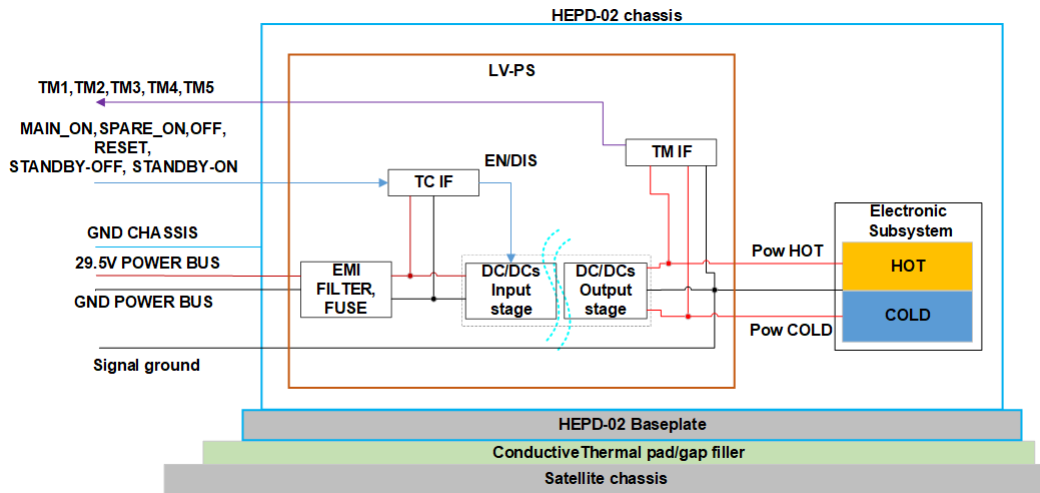 HEPD-02 chassis
LV-PS
TM1,TM2,TM3,TM4,TM5
MAIN_ON,SPARE_ON,OFF,
RESET,
STANDBY-OFF, STANDBY-ON
EN/DIS
TM IF
TC IF
GND CHASSIS
29.5V POWER BUS
GND POWER BUS
EMI
FILTER,
FUSE
DC/DCs
Input
stage
DC/DCs
Output
stage
Pow HOT
Pow COLD
Electronic
Subsystem
HOT
COLD
Signal ground
HEPD-02 Baseplate
ConductiveThermal pad/gap filler
Satellite chassis